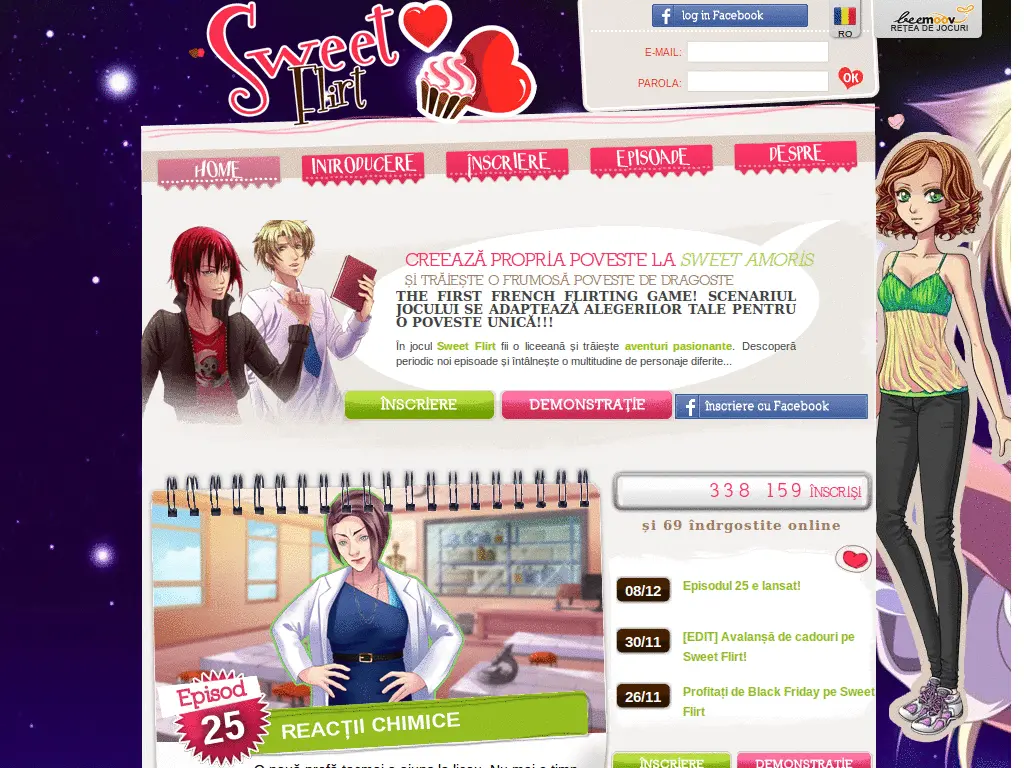 Sweet
Flirt
log in Facebook
RO
beemoov
REȚEA DE JOCURI
E-MAIL:
PAROLA:
OK
HOME
INTRODUCERE
ÎNSCRIERE
EPISOADE
DESPRE
CREEAZĂ PROPRIA POVESTE LA SWEET AMORIS
ȘI TRĂIEȘTE O FRUMOSĂ POVESTE DE DRAGOSTE
THE FIRST FRENCH FLIRTING GAME! SCENARIUL
JOCULUI SE ADAPTEAZĂ ALEGERILOR TALE PENTRU
O POVESTE UNICĂ!!!
În jocul Sweet Flirt fii o liceeană și trăiește aventuri pasionante. Descoperă
periodic noi episoade și întâlnește o multitudine de personaje diferite...
ÎNSCRIERE
DEMONSTRAȚIE
înscriere cu Facebook
338 159 ÎNSCRIȘI
și 69 îndrgostite online
08/12
Episodul 25 e lansat!
30/11
[EDIT] Avalanșă de cadouri pe
Sweet Flirt!
26/11
Profitați de Black Friday pe Sweet
Flirt
Episod
25
REACȚII CHIMICE
O nouă profă tocmai a ajuns la liceu. Nu mai e timp
ÎNSCRIERE
DEMONSTRAȚIE